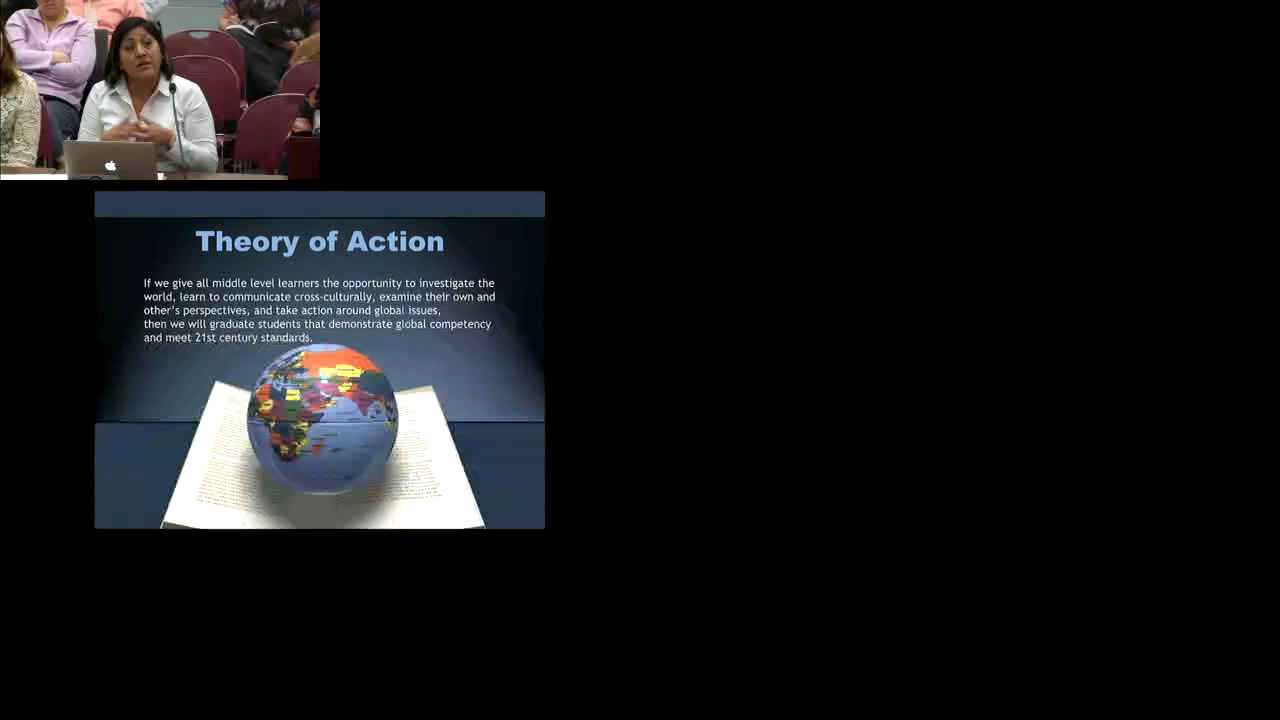 Theory of Action
If we give all middle level learners the opportunity to investigate the
world, learn to communicate cross-culturally, examine their own and
other's perspectives, and take action around global issues,
then we will graduate students that demonstrate global competency
and meet 21st century standards.